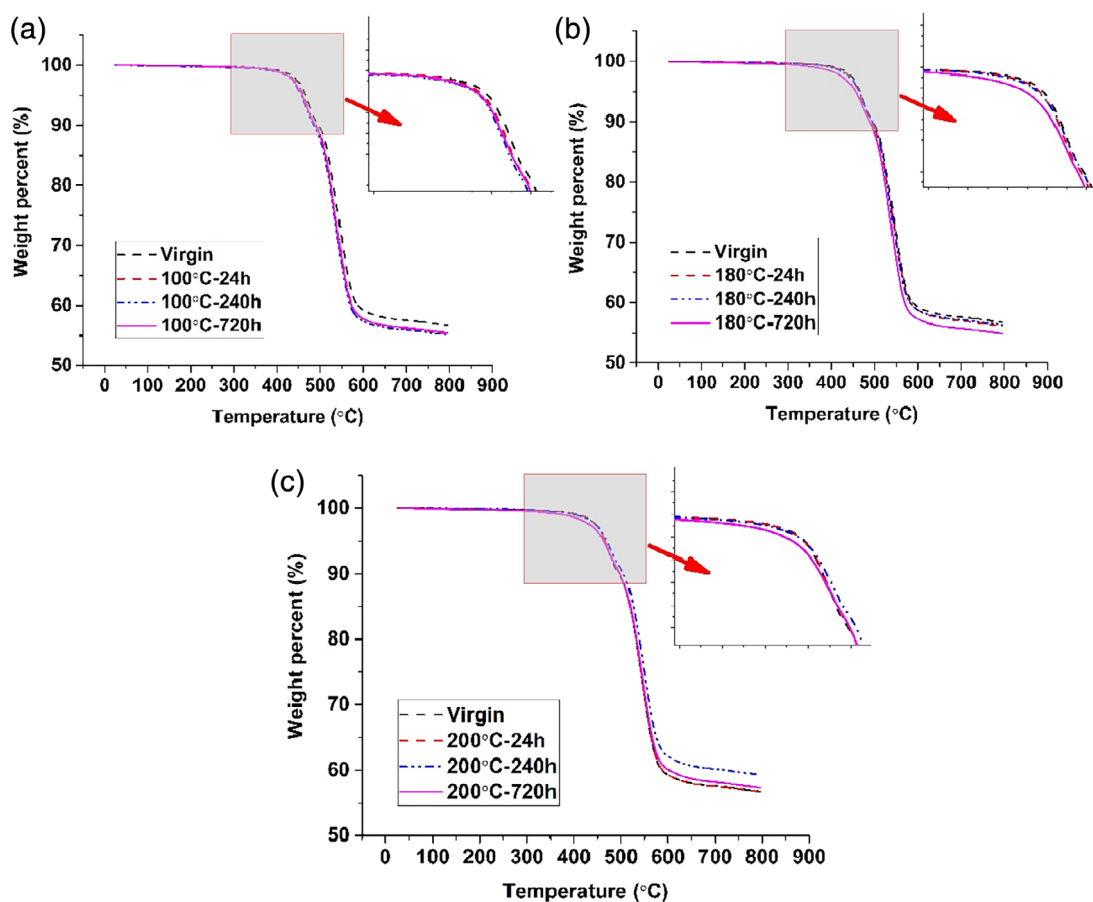 (a)
Weight percent (%)
100
90
80
70
60
50
Virgin
100°C-24h
100°C-240h
100°C-720h
0 100 200 300 400 500 600 700 800 900
Temperature (°C)
(b)
Weight percent (%)
100
90
80
70
60
50
Virgin
180°C-24h
180°C-240h
180°C-720h
0 100 200 300 400 500 600 700 800 900
Temperature (°C)
(c)
Weight percent (%)
100
90
80
70
60
50
Virgin
200°C-24h
200°C-240h
200°C-720h
0 100 200 300 400 500 600 700 800 900
Temperature (°C)